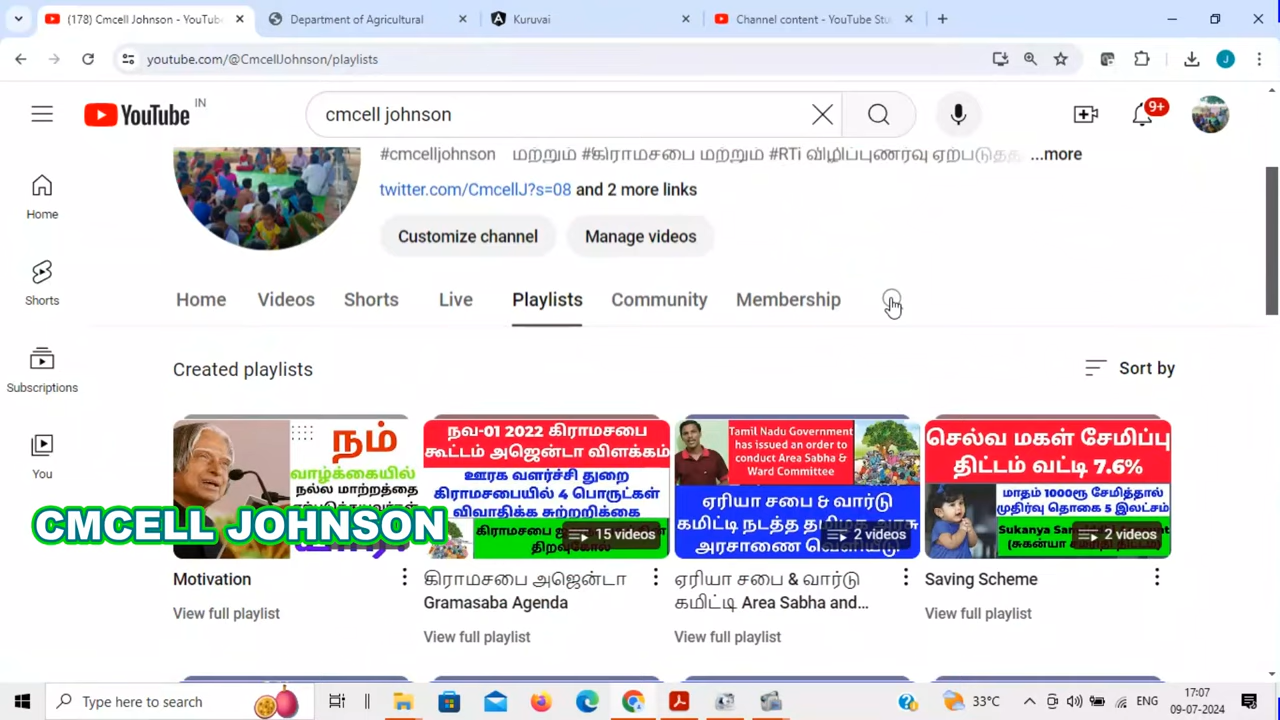 (178) Cmcell Johnson - YouTube
Department of Agricultural
Kuruvai
Channel content - YouTube Stu
youtube.com/@CmcellJohnson/playlists
J
YouTube
IN
cmcell johnson
9+
#cmcelljohnson மற்றும் #கிராமசபை மற்றும் #RTi விழிப்புணர்வு ஏற்படுத்த ...more
twitter.com/CmcellJ?s=08 and 2 more links
Customize channel
Manage videos
Home
Shorts
Subscriptions
You
Home
Videos
Shorts
Live
Playlists
Community
Membership
Created playlists
Sort by
நம்
வாழ்க்கையில்
நல்ல மாற்றத்தை
CMCELL JOHNSON
Motivation
View full playlist
நவ-01 2022 கிராமசபை
கூட்டம் அஜென்டா விளக்கம்
ஊரக வளர்ச்சி துறை
கிராமசபையில் 4 பொருட்கள்
விவாதிக்க சுற்றறிக்கை
15 videos
கிராமசபை அஜென்டா
Gramasaba Agenda
View full playlist
Tamil Nadu Government
has issued an order to
conduct Area Sabha &
Ward Committee
ஏரியா சபை & வார்டு
கமிட்டி நடத்த தமிழக அரசு
அரசாணை வெளியீடு
2 videos
ஏரியா சபை & வார்டு
கமிட்டி Area Sabha and...
View full playlist
செல்வ மகள் சேமிப்பு
திட்டம் வட்டி 7.6%
மாதம் 1000ரூ சேமித்தால்
முதிர்வு தொகை 5 இலட்சம்
2 videos
Saving Scheme
View full playlist
Type here to search
33°C
ENG
17:07
09-07-2024